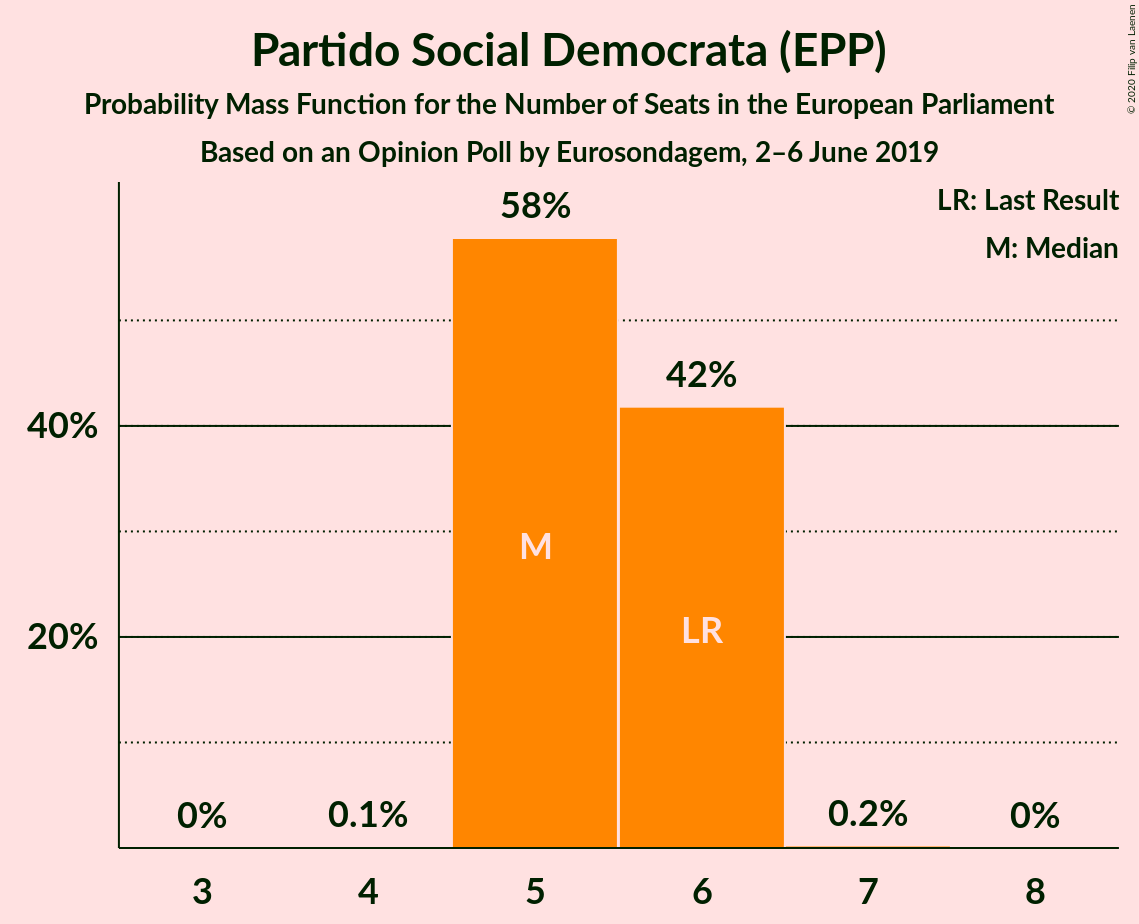 Partido Social Democrata (EPP)
Probability Mass Function for the Number of Seats in the European Parliament
Based on an Opinion Poll by Eurosondagem, 2–6 June 2019
© 2020 Filip van Laenen
LR: Last Result
M: Median
58%
42%
40%
M
LR
20%
0%
0.1%
0.2%
0%
3
4
5
6
7
8